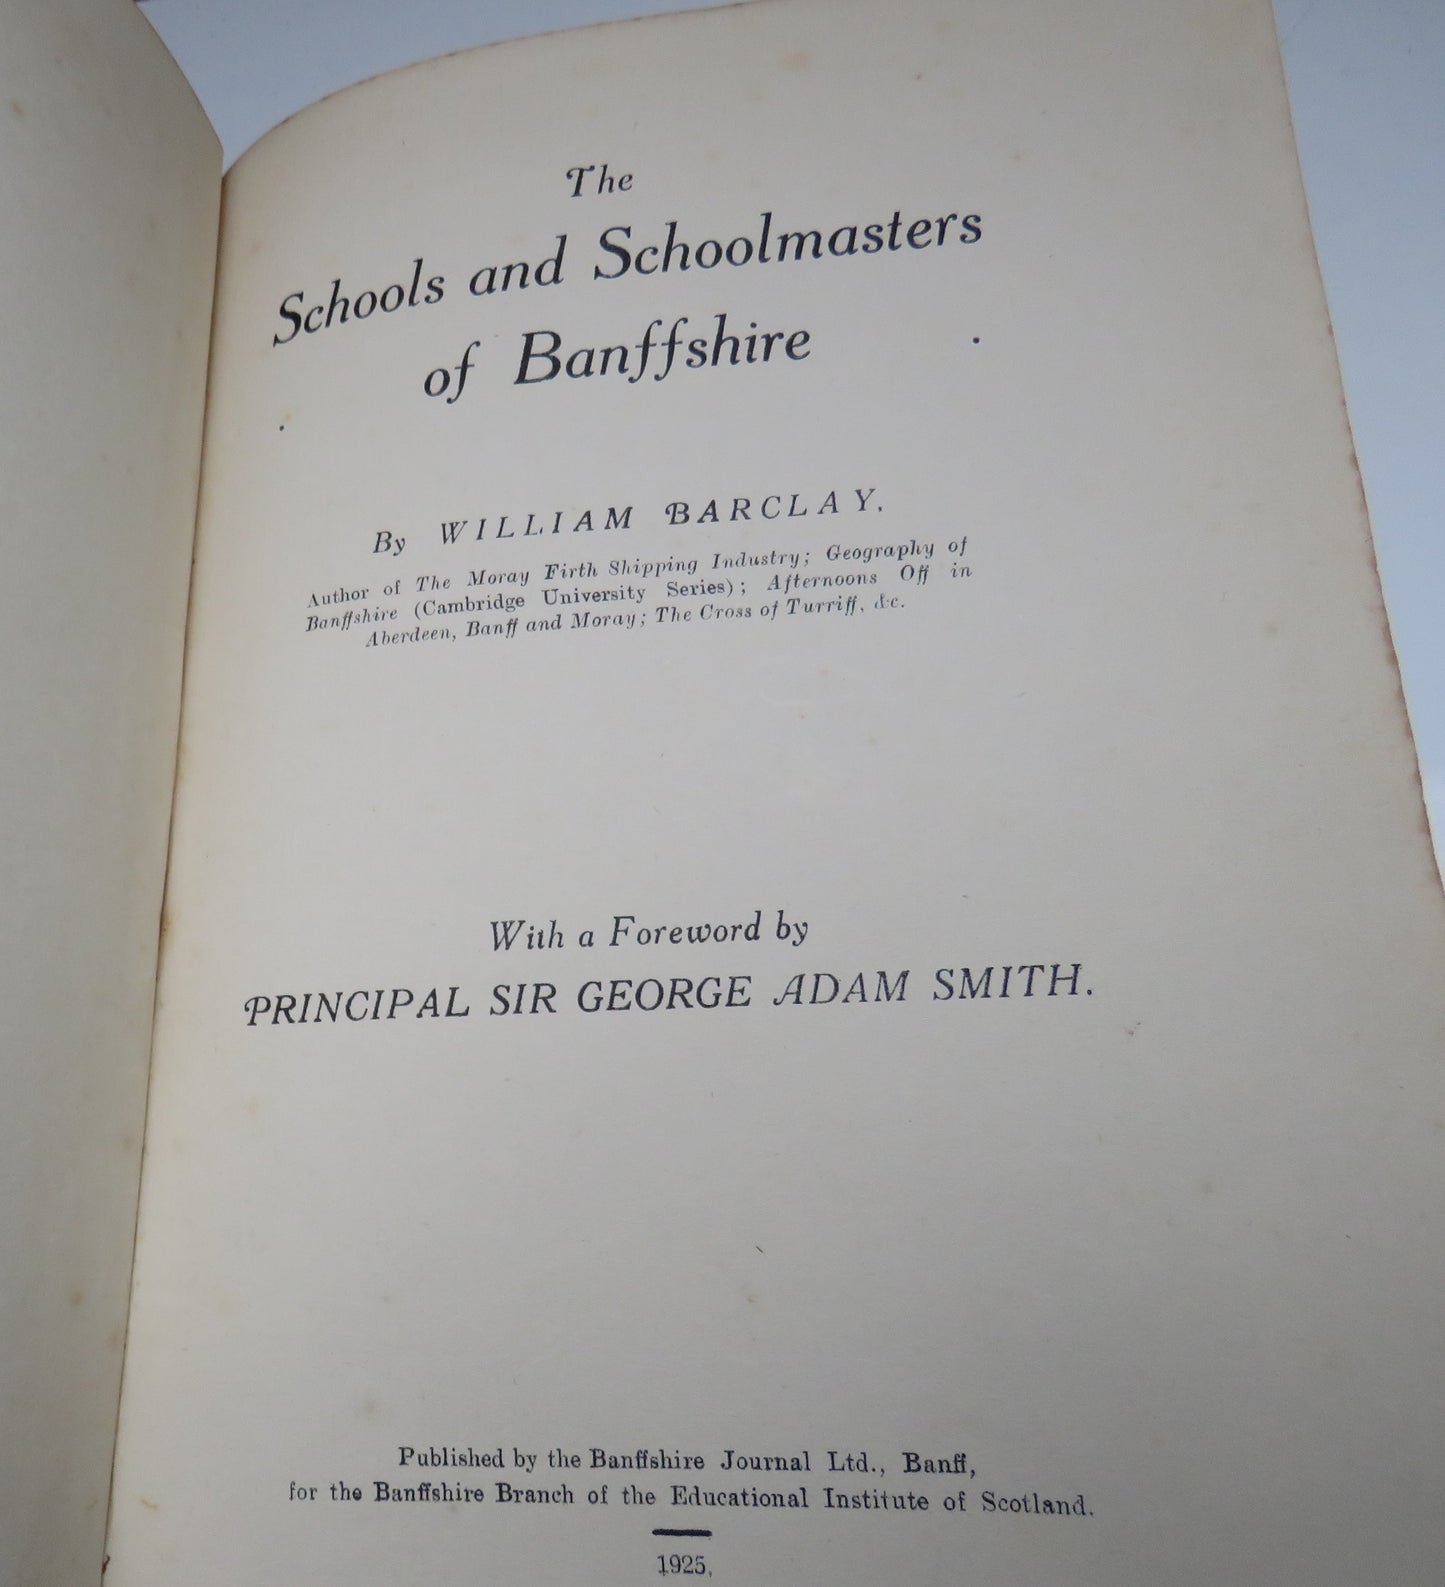 The
Schools and Schoolmasters
of Banffshire
By WILLIAM BARCLAY.
Author of The Moray Firth Shipping Industry; Geography of
Banffshire (Cambridge University Series); Afternoons Off in
Aberdeen, Banff and Moray; The Cross of Turriff, &c.
With a Foreword by
PRINCIPAL SIR GEORGE ADAM SMITH.
Published by the Banffshire Journal Ltd., Banff,
for the Banffshire Branch of the Educational Institute of Scotland.
1925.